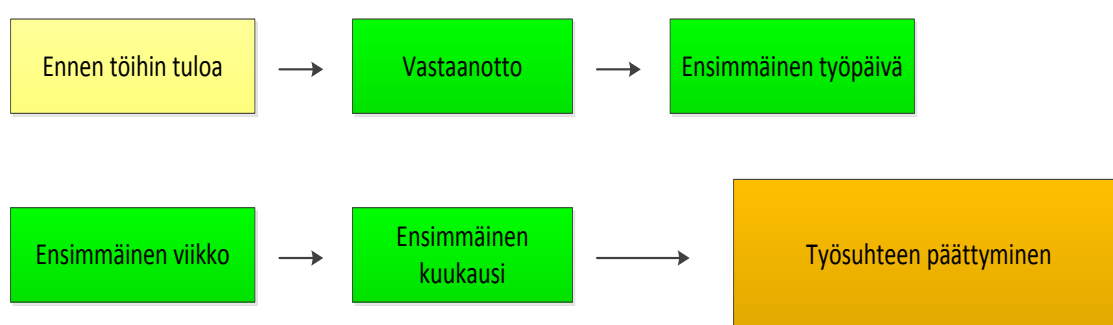 Ennen töihin tuloa
Vastaanotto
Ensimmäinen työpäivä
Ensimmäinen viikko
Ensimmäinen
kuukausi
Työsuhteen päättyminen